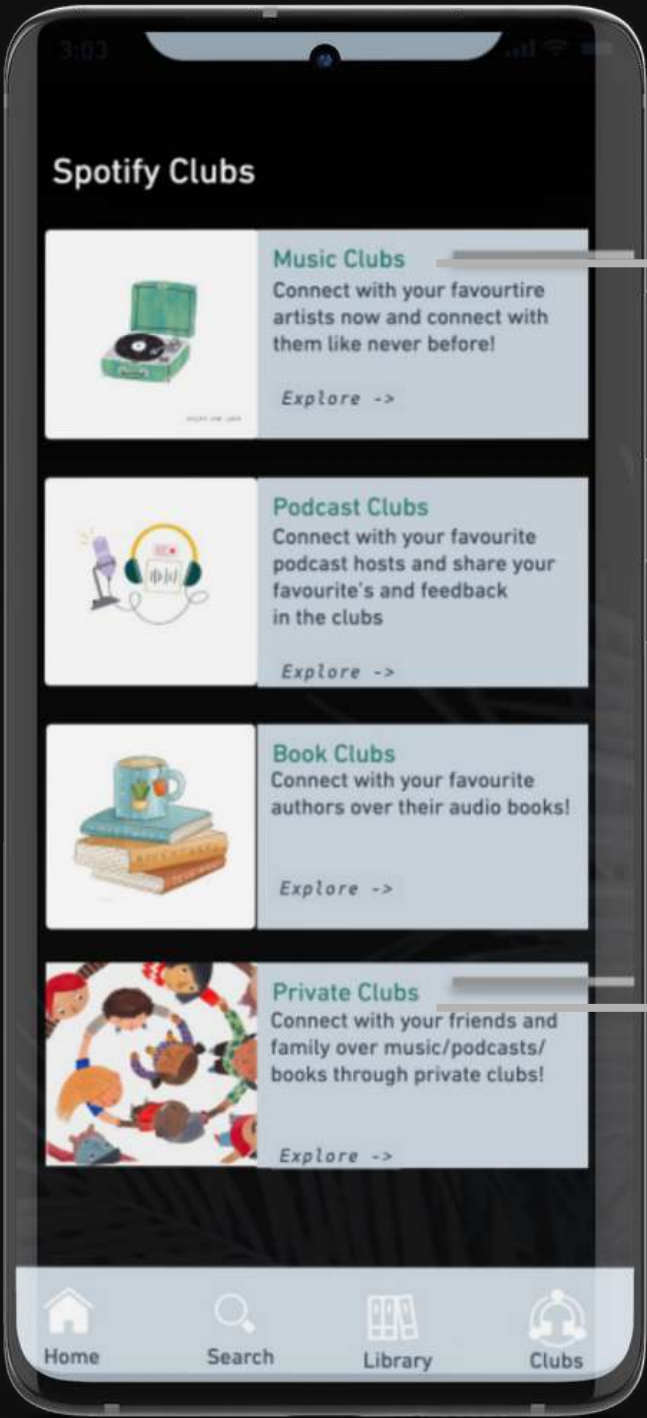 3:03
Spotify Clubs
Music Clubs
Connect with your favourtire
artists now and connect with
them like never before!
Explore ->
Podcast Clubs
Connect with your favourite
podcast hosts and share your
favourite's and feedback
in the clubs
Explore ->
Book Clubs
Connect with your favourite
authors over their audio books!
Explore ->
Private Clubs
Connect with your friends and
family over music/podcasts/
books through private clubs!
Explore ->
Home
Search
Library
Clubs